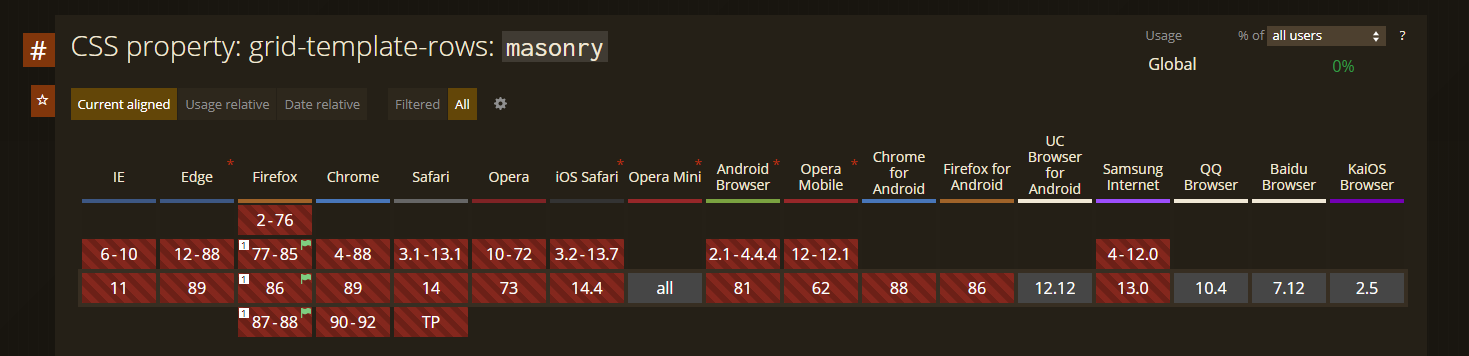 # CSS property: grid-template-rows: masonry
Usage % of all users ?
Global 0%
☆ Current aligned Usage relative Date relative Filtered All
IE Edge * Firefox Chrome Safari Opera iOS Safari * Opera Mini * Android Browser * Opera Mobile * Chrome for Android Firefox for Android UC Browser for Android Samsung Internet QQ Browser Baidu Browser KaiOS Browser
2-76
6-10 12-88 1 77-85 4-88 3.1-13.1 10-72 3.2-13.7 2.1-4.4.4 12-12.1 4-12.0
11 89 1 86 89 14 73 14.4 all 81 62 88 86 12.12 13.0 10.4 7.12 2.5
1 87-88 90-92 TP